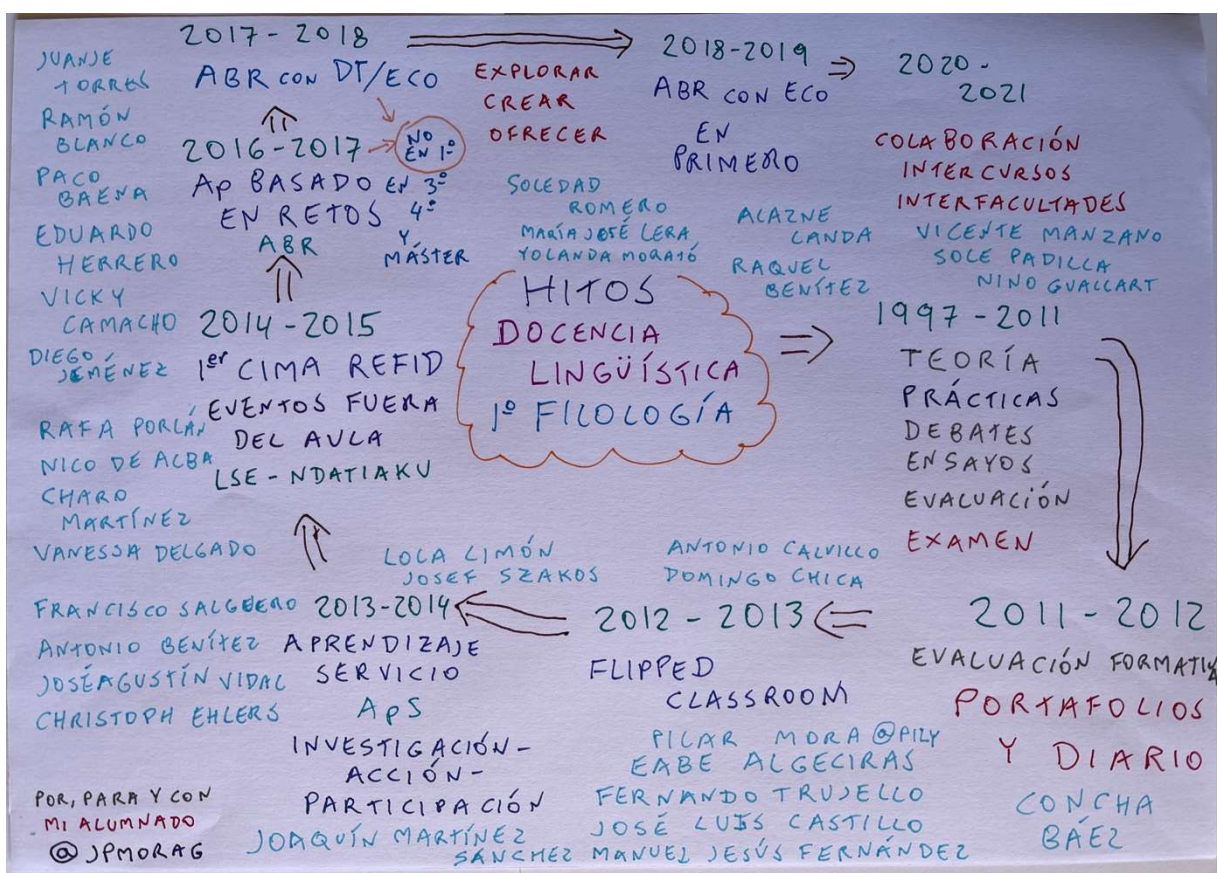 HITOS
DOCENCIA
LINGÜÍSTICA
1º FILOLOGÍA
1997-2011
TEORÍA
PRÁCTICAS
DEBATES
ENSAYOS
EVALUACIÓN
EXAMEN
2011-2012
EVALUACIÓN FORMATIVA
PORTAFOLIOS
Y DIARIO
CONCHA
BÁEZ
ANTONIO CALVILLO
DOMINGO CHICA
2012-2013
FLIPPED
CLASSROOM
PILAR MORA @PILY
EABE ALGECIRAS
FERNANDO TRUJELLO
JOSÉ LUIS CASTILLO
MANUEL JESÚS FERNÁNDEZ
LOLA LIMÓN
JOSEF SZAKOS
2013-2014
APRENDIZAJE
SERVICIO
ApS
INVESTIGACIÓN-
ACCIÓN-
PARTICIPACIÓN
JOAQUÍN MARTÍNEZ
SÁNCHEZ
FRANCISCO SALGUERO
ANTONIO BENÍTEZ
JOSÉ AGUSTÍN VIDAL
CHRISTOPH EHLERS
POR, PARA Y CON
MI ALUMNADO
@JPMORAG
2014-2015
1er CIMA REFID
EVENTOS FUERA
DEL AULA
LSE-NDATIAKU
RAFA PORLÁN
NICO DE ALBA
CHARO
MARTÍNEZ
VANESSA DELGADO
2016-2017
Ap BASADO EN 3º
EN RETOS 4º
ABR Y
MÁSTER
NO
EN 1º
2017-2018
ABR CON DT/ECO
JUANJE
TORRES
RAMÓN
BLANCO
PACO
BAENA
EDUARDO
HERRERO
VICKY
CAMACHO
DIEGO
JIMÉNEZ
EXPLORAR
CREAR
OFRECER
SOLEDAD
ROMERO
MARÍA JOSÉ LERA
YOLANDA MORATÓ
2018-2019
ABR CON ECO
EN
PRIMERO
ALAZNE
LANDA
RAQUEL
BENÍTEZ
2020-
2021
COLABORACIÓN
INTERCURSOS
INTERFACULTADES
VICENTE MANZANO
SOLE PADILLA
NINO GUALLART